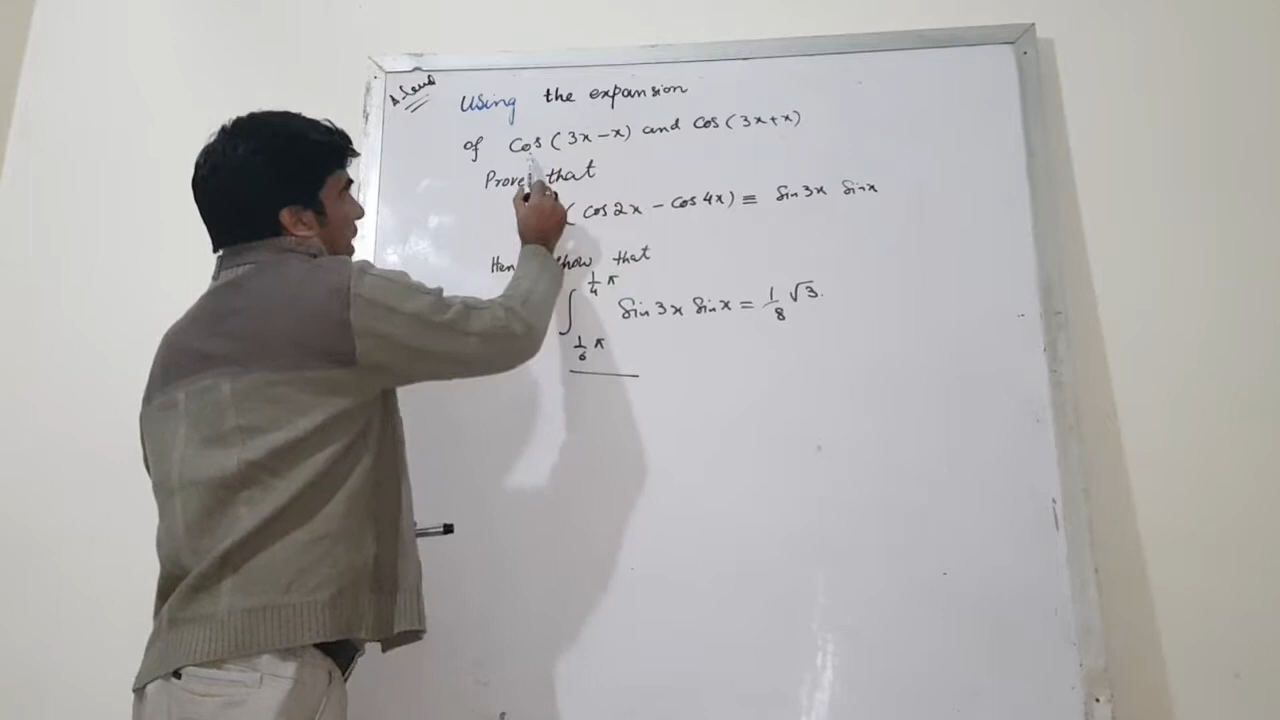 Using the expansion
of Cos (3x - x) and Cos (3x + x)
Prove that
( Cos 2x - Cos 4x) ≡ Sin 3x Sin x
Show that
∫ 1/4 π 1/6 π Sin 3x Sin x = 1/8 √3.